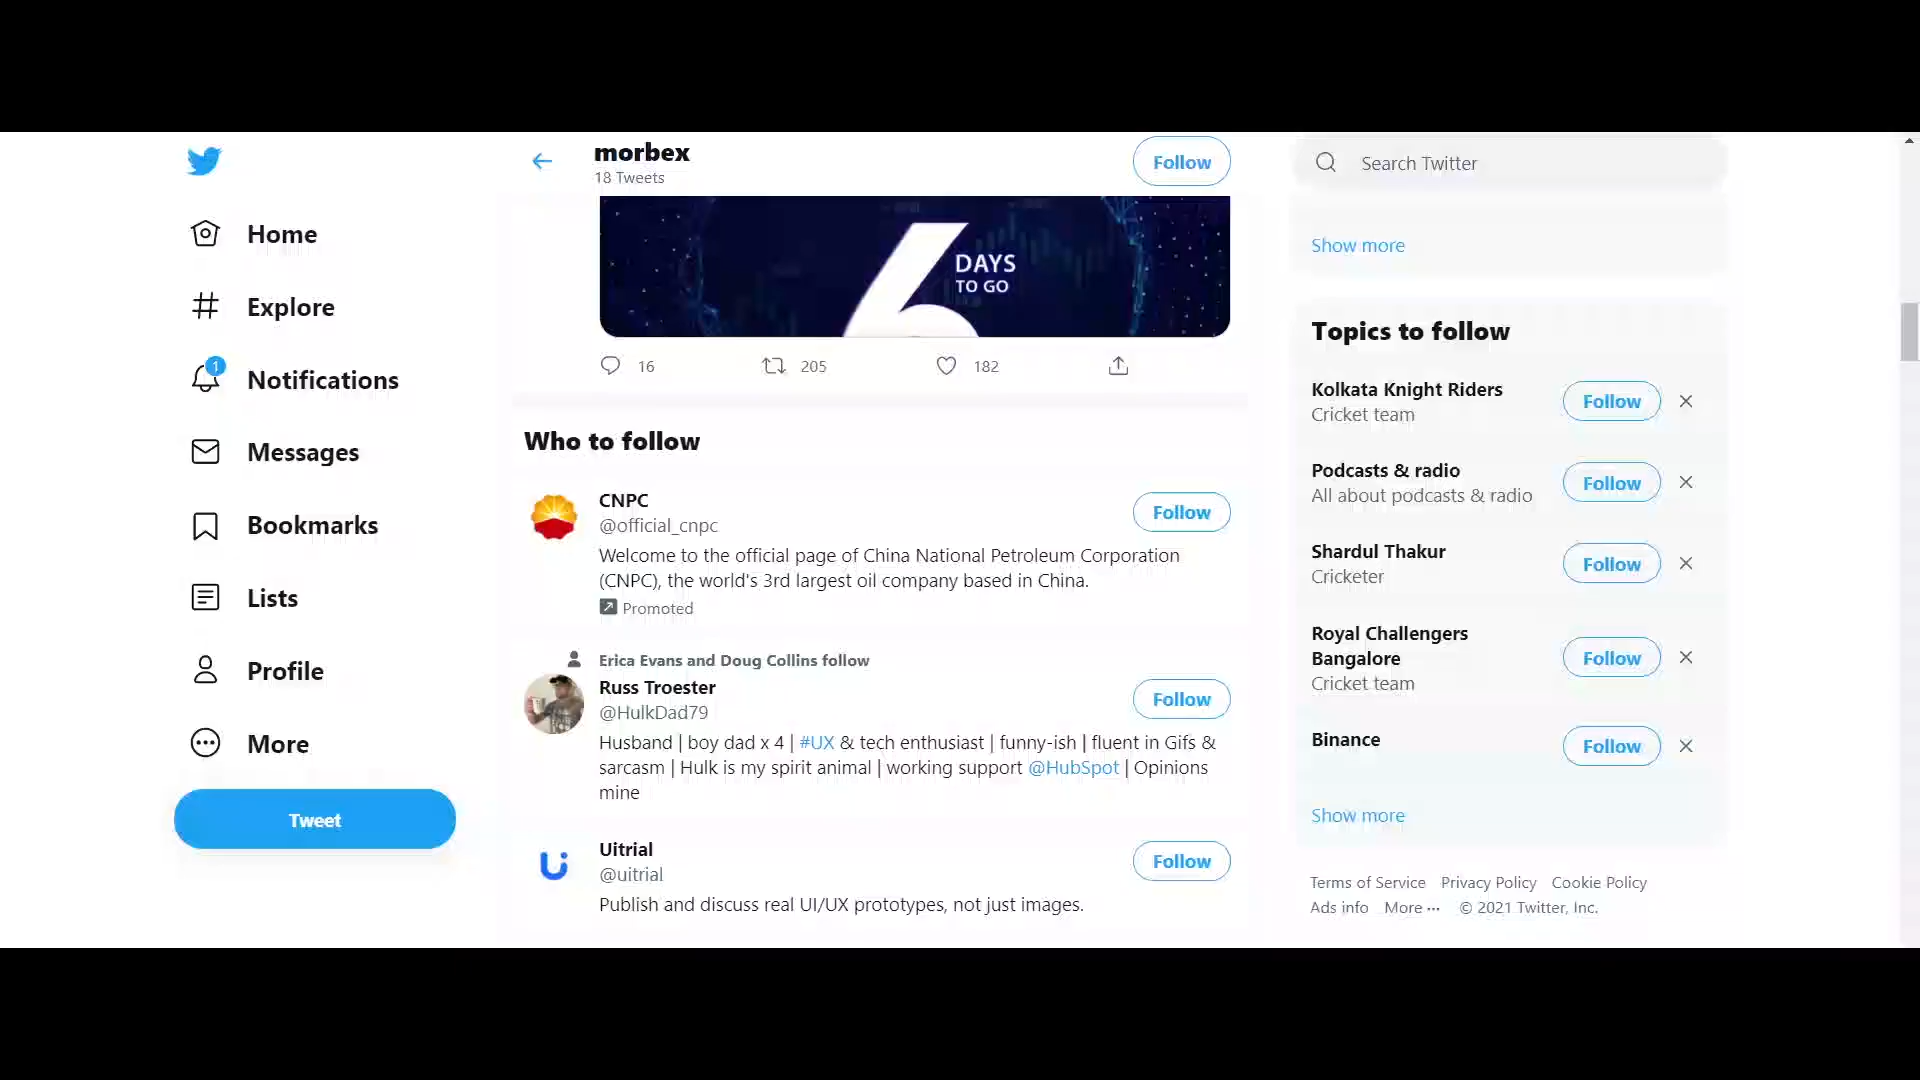 Home
Explore
1
Notifications
Messages
Bookmarks
Lists
Profile
More
Tweet
morbex
18 Tweets
Follow
6
DAYS
TO GO
16
205
182
Who to follow
CNPC
@official_cnpc
Follow
Welcome to the official page of China National Petroleum Corporation
(CNPC), the world's 3rd largest oil company based in China.
Promoted
Erica Evans and Doug Collins follow
Russ Troester
@HulkDad79
Follow
Husband | boy dad x 4 | #UX & tech enthusiast | funny-ish | fluent in Gifs &
sarcasm | Hulk is my spirit animal | working support @HubSpot | Opinions
mine
Uitrial
@uitrial
Follow
Publish and discuss real UI/UX prototypes, not just images.
Search Twitter
Show more
Topics to follow
Kolkata Knight Riders
Cricket team
Follow
Podcasts & radio
All about podcasts & radio
Follow
Shardul Thakur
Cricketer
Follow
Royal Challengers
Bangalore
Cricket team
Follow
Binance
Follow
Show more
Terms of Service Privacy Policy Cookie Policy
Ads info More ··· © 2021 Twitter, Inc.